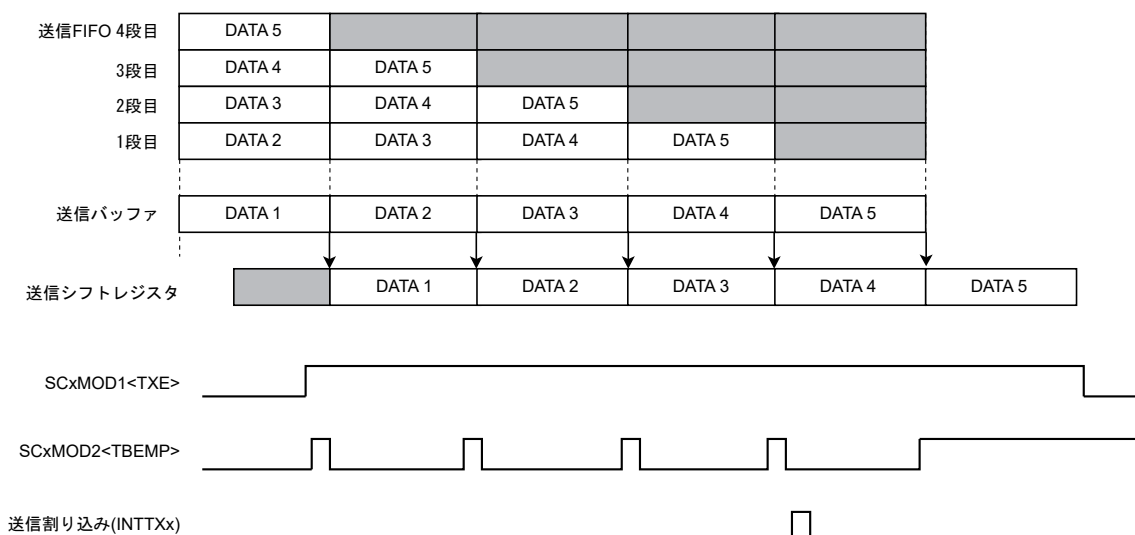 送信FIFO 4段目 DATA 5
3段目 DATA 4 DATA 5
2段目 DATA 3 DATA 4 DATA 5
1段目 DATA 2 DATA 3 DATA 4 DATA 5
送信バッファ DATA 1 DATA 2 DATA 3 DATA 4 DATA 5
送信シフトレジスタ DATA 1 DATA 2 DATA 3 DATA 4 DATA 5
SCxMOD1<TXE>
SCxMOD2<TBEMP>
送信割り込み(INTTXx)